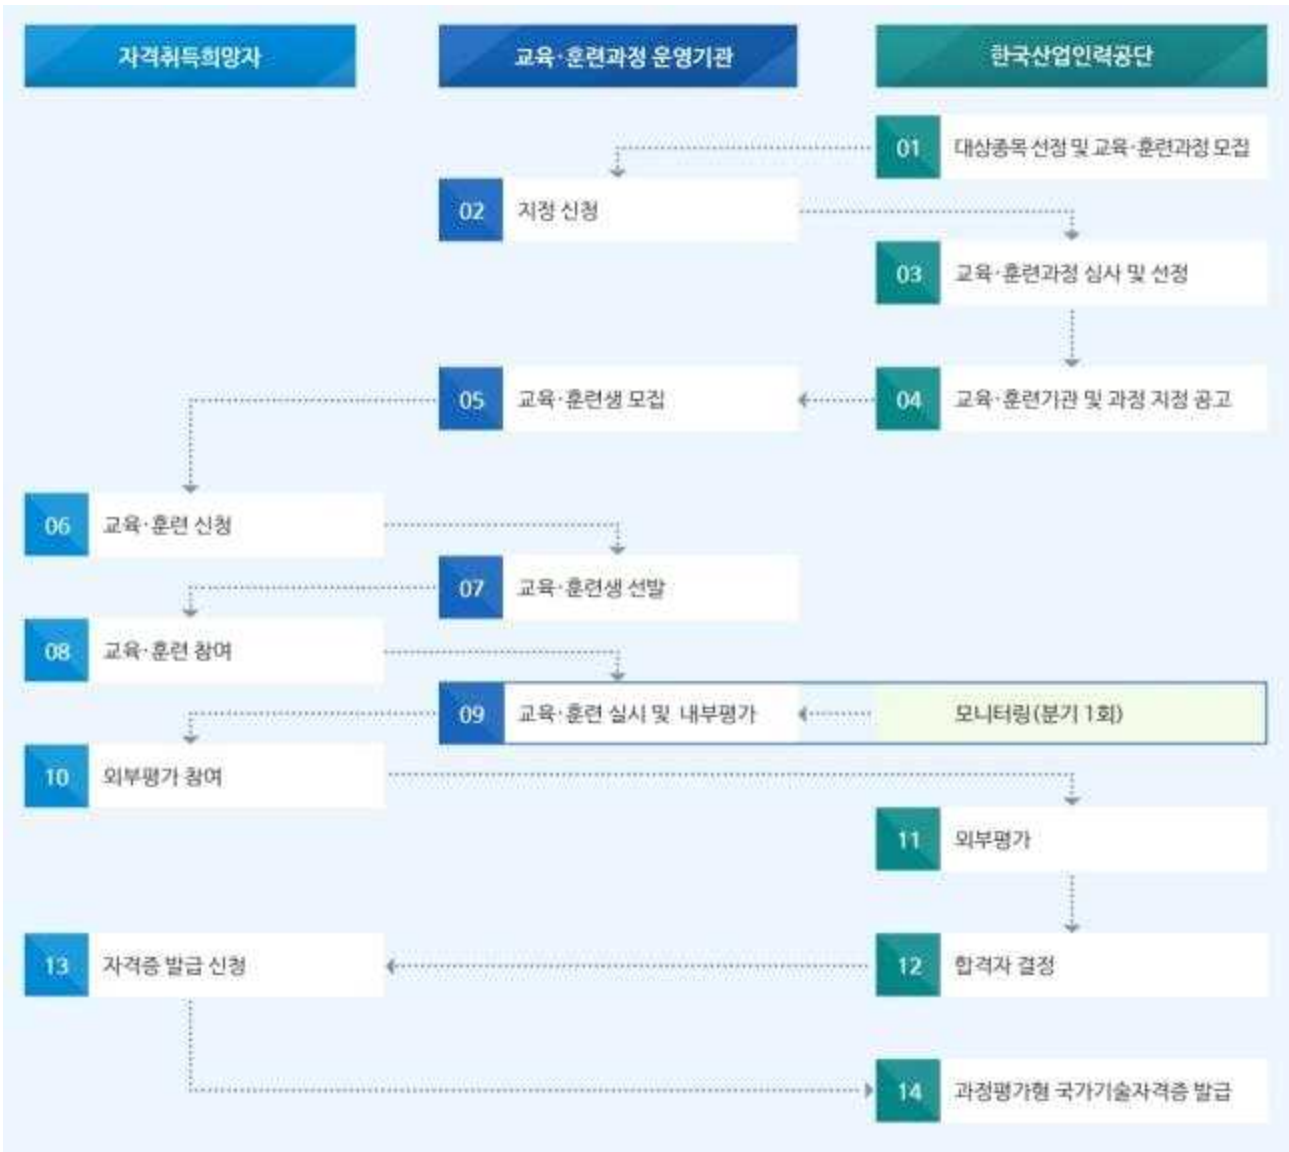 자격취득희망자
교육·훈련과정 운영기관
한국산업인력공단
01 대상종목 선정 및 교육·훈련과정 모집
02 지정 신청
03 교육·훈련과정 심사 및 선정
04 교육·훈련기관 및 과정 지정 공고
05 교육·훈련생 모집
06 교육·훈련 신청
07 교육·훈련생 선발
08 교육·훈련 참여
09 교육·훈련 실시 및 내부평가
모니터링(분기 1회)
10 외부평가 참여
11 외부평가
12 합격자 결정
13 자격증 발급 신청
14 과정평가형 국가기술자격증 발급